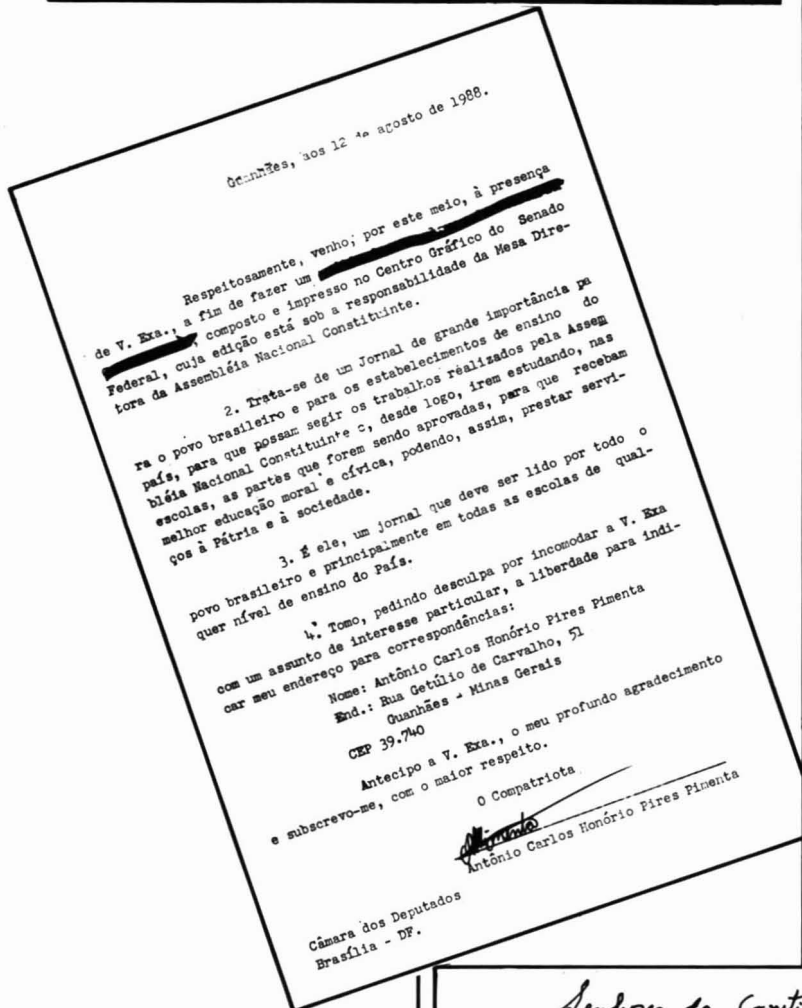 Guanhães, aos 12 de agosto de 1988.
Respeitosamente, venho, por este meio, à presença
de V. Exa., a fim de fazer um
, composto e impresso no Centro Gráfico do Senado
Federal, cuja edição está sob a responsabilidade da Mesa Dire-
tora da Assembléia Nacional Constituinte.
2. Trata-se de um Jornal de grande importância pa
ra o povo brasileiro e para os estabelecimentos de ensino do
país, para que possam segir os trabalhos realizados pela Assem
bléia Nacional Constituinte e, desde logo, irem estudando, nas
escolas, as partes que forem sendo aprovadas, para que recebam
melhor educação moral e cívica, podendo, assim, prestar servi-
ços à Pátria e à sociedade.
3. É ele, um jornal que deve ser lido por todo o
povo brasileiro e principalmente em todas as escolas de qual-
quer nível de ensino do País.
4. Tomo, pedindo desculpa por incomodar a V. Exa
com um assunto de interesse particular, a liberdade para indi-
car meu endereço para correspondências:
Nome: Antônio Carlos Honório Pires Pimenta
End.: Rua Getúlio de Carvalho, 51
Guanhães - Minas Gerais
CEP 39.740
Antecipo a V. Exa., o meu profundo agradecimento
e subscrevo-me, com o maior respeito.
O Compatriota
Antônio Carlos Honório Pires Pimenta
Câmara dos Deputados
Brasília - DF.